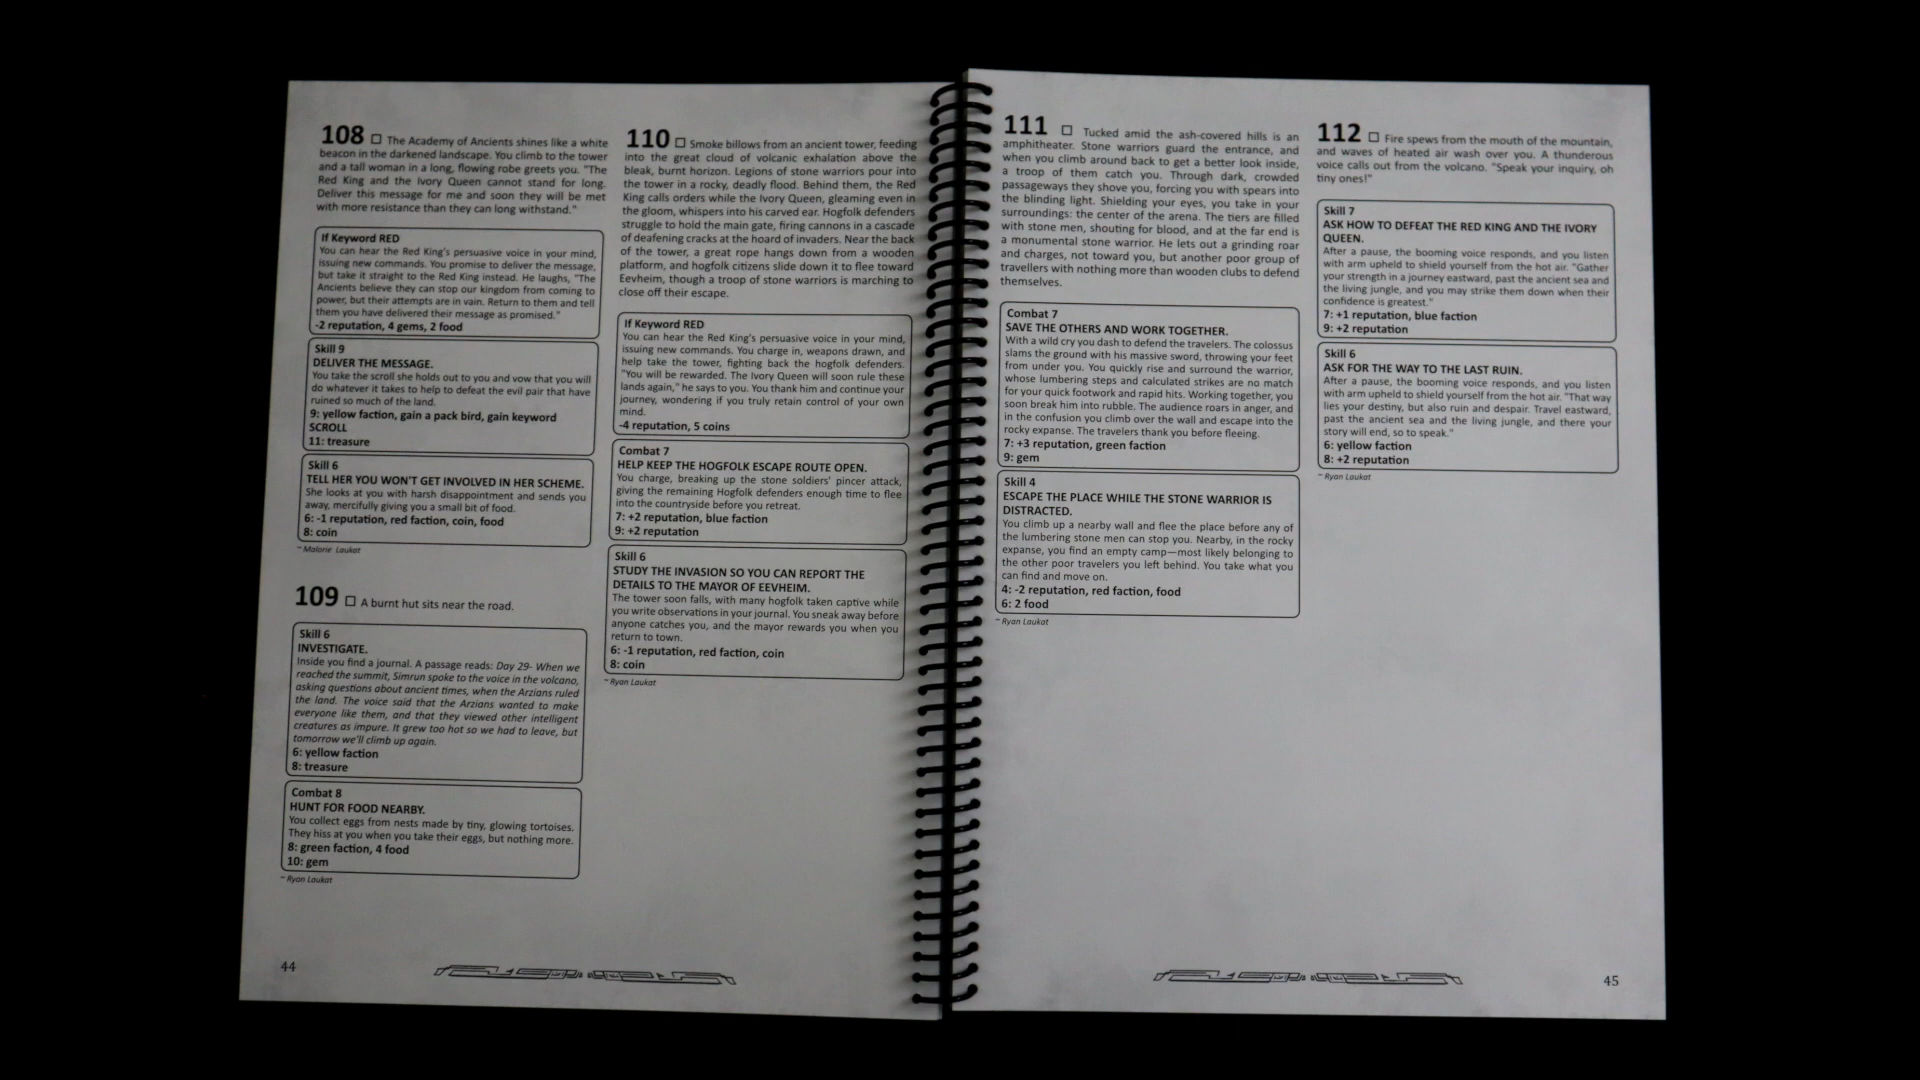 108 ☐ The Academy of Ancients shines like a white
beacon in the darkened landscape. You climb to the tower
and a tall woman in a long, flowing robe greets you. "The
Red King and the Ivory Queen cannot stand for long.
Deliver this message for me and soon they will be met
with more resistance than they can long withstand."
If Keyword RED
You can hear the Red King's persuasive voice in your mind,
issuing new commands. You promise to deliver the message,
but take it straight to the Red King instead. He laughs, "The
Ancients believe they can stop our kingdom from coming to
power, but their attempts are in vain. Return to them and tell
them you have delivered their message as promised."
-2 reputation, 4 gems, 2 food
Skill 9
DELIVER THE MESSAGE.
You take the scroll she holds out to you and vow that you will
do whatever it takes to help to defeat the evil pair that have
ruined so much of the land.
9: yellow faction, gain a pack bird, gain keyword
SCROLL
11: treasure
Skill 6
TELL HER YOU WON'T GET INVOLVED IN HER SCHEME.
She looks at you with harsh disappointment and sends you
away, mercifully giving you a small bit of food.
6: -1 reputation, red faction, coin, food
8: coin
~ Malorie Laukat
109 ☐ A burnt hut sits near the road.
Skill 6
INVESTIGATE.
Inside you find a journal. A passage reads: Day 29- When we
reached the summit, Simrun spoke to the voice in the volcano,
asking questions about ancient times, when the Arzians ruled
the land. The voice said that the Arzians wanted to make
everyone like them, and that they viewed other intelligent
creatures as impure. It grew too hot so we had to leave, but
tomorrow we'll climb up again.
6: yellow faction
8: treasure
Combat 8
HUNT FOR FOOD NEARBY.
You collect eggs from nests made by tiny, glowing tortoises.
They hiss at you when you take their eggs, but nothing more.
8: green faction, 4 food
10: gem
~ Ryan Laukat
44
110 ☐ Smoke billows from an ancient tower, feeding
into the great cloud of volcanic exhalation above the
bleak, burnt horizon. Legions of stone warriors pour into
the tower in a rocky, deadly flood. Behind them, the Red
King calls orders while the Ivory Queen, gleaming even in
the gloom, whispers into his carved ear. Hogfolk defenders
struggle to hold the main gate, firing cannons in a cascade
of deafening cracks at the hoard of invaders. Near the back
of the tower, a great rope hangs down from a wooden
platform, and hogfolk citizens slide down it to flee toward
Eevheim, though a troop of stone warriors is marching to
close off their escape.
If Keyword RED
You can hear the Red King's persuasive voice in your mind,
issuing new commands. You charge in, weapons drawn, and
help take the tower, fighting back the hogfolk defenders.
"You will be rewarded. The Ivory Queen will soon rule these
lands again," he says to you. You thank him and continue your
journey, wondering if you truly retain control of your own
mind.
-4 reputation, 5 coins
Combat 7
HELP KEEP THE HOGFOLK ESCAPE ROUTE OPEN.
You charge, breaking up the stone soldiers' pincer attack,
giving the remaining Hogfolk defenders enough time to flee
into the countryside before you retreat.
7: +2 reputation, blue faction
9: +2 reputation
Skill 6
STUDY THE INVASION SO YOU CAN REPORT THE
DETAILS TO THE MAYOR OF EEVHEIM.
The tower soon falls, with many hogfolk taken captive while
you write observations in your journal. You sneak away before
anyone catches you, and the mayor rewards you when you
return to town.
6: -1 reputation, red faction, coin
8: coin
~ Ryan Laukat
111 ☐ Tucked amid the ash-covered hills is an
amphitheater. Stone warriors guard the entrance, and
when you climb around back to get a better look inside,
a troop of them catch you. Through dark, crowded
passageways they shove you, forcing you with spears into
the blinding light. Shielding your eyes, you take in your
surroundings: the center of the arena. The tiers are filled
with stone men, shouting for blood, and at the far end is
a monumental stone warrior. He lets out a grinding roar
and charges, not toward you, but another poor group of
travellers with nothing more than wooden clubs to defend
themselves.
Combat 7
SAVE THE OTHERS AND WORK TOGETHER.
With a wild cry you dash to defend the travelers. The colossus
slams the ground with his massive sword, throwing your feet
from under you. You quickly rise and surround the warrior,
whose lumbering steps and calculated strikes are no match
for your quick footwork and rapid hits. Working together, you
soon break him into rubble. The audience roars in anger, and
in the confusion you climb over the wall and escape into the
rocky expanse. The travelers thank you before fleeing.
7: +3 reputation, green faction
9: gem
Skill 4
ESCAPE THE PLACE WHILE THE STONE WARRIOR IS
DISTRACTED.
You climb up a nearby wall and flee the place before any of
the lumbering stone men can stop you. Nearby, in the rocky
expanse, you find an empty camp—most likely belonging to
the other poor travelers you left behind. You take what you
can find and move on.
4: -2 reputation, red faction, food
6: 2 food
~ Ryan Laukat
112 ☐ Fire spews from the mouth of the mountain,
and waves of heated air wash over you. A thunderous
voice calls out from the volcano. "Speak your inquiry, oh
tiny ones!"
Skill 7
ASK HOW TO DEFEAT THE RED KING AND THE IVORY
QUEEN.
After a pause, the booming voice responds, and you listen
with arm upheld to shield yourself from the hot air. "Gather
your strength in a journey eastward, past the ancient sea and
the living jungle, and you may strike them down when their
confidence is greatest."
7: +1 reputation, blue faction
9: +2 reputation
Skill 6
ASK FOR THE WAY TO THE LAST RUIN.
After a pause, the booming voice responds, and you listen
with arm upheld to shield yourself from the hot air. "That way
lies your destiny, but also ruin and despair. Travel eastward,
past the ancient sea and the living jungle, and there your
story will end, so to speak."
6: yellow faction
8: +2 reputation
~ Ryan Laukat
45